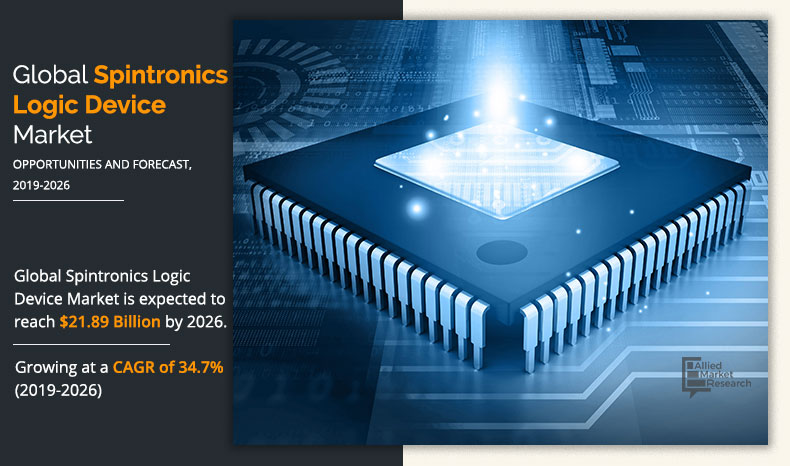 Global Spintronics
Logic Device
Market
OPPORTUNITIES AND FORECAST,
2019-2026
Global Spintronics Logic
Device Market is expected to
reach $21.89 Billion by 2026.
Growing at a CAGR of 34.7%
(2019-2026)
Allied
Market
Research